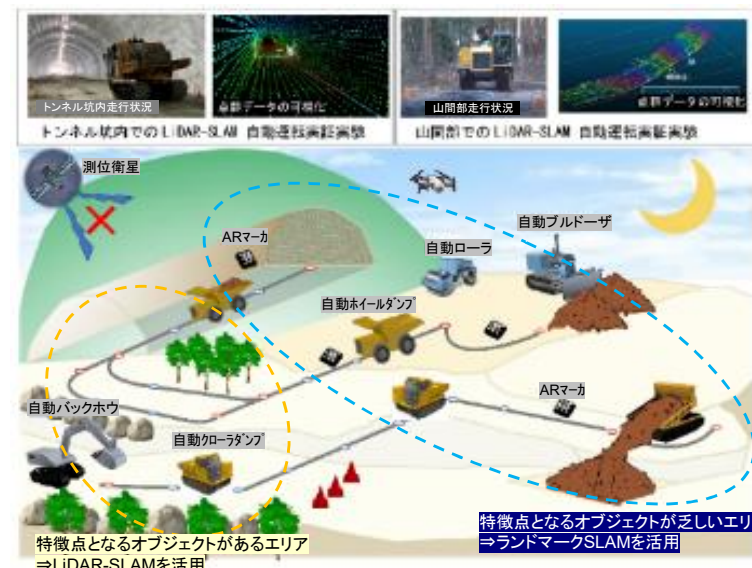 トンネル坑内走行状況
点群データの可視化
トンネル坑内でのLiDAR-SLAM 自動運転実証実験
山間部走行状況
点群データの可視化
山間部でのLiDAR-SLAM 自動運転実証実験
測位衛星
ARマーカ
自動ローラ
自動ブルドーザ
自動ホイールダンプ
自動バックホウ
自動クローラダンプ
ARマーカ
特徴点となるオブジェクトがあるエリア
⇒LiDAR-SLAMを活用
特徴点となるオブジェクトが乏しいエリ
⇒ランドマークSLAMを活用